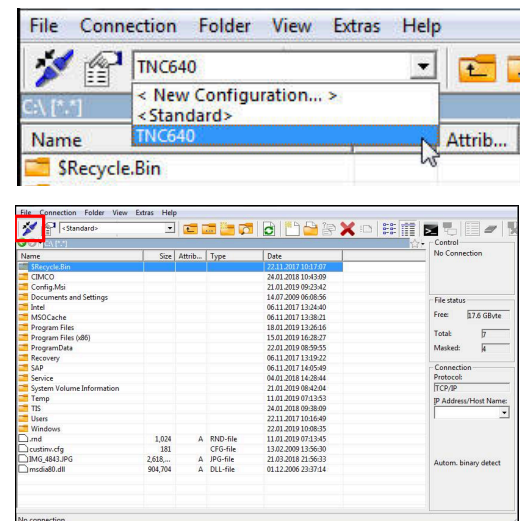 File Connection Folder View Extras Help
TNC640
C:\ [*.*]
< New Configuration... >
<Standard>
Name TNC640 Attrib...
$Recycle.Bin
File Connection Folder View Extras Help
<Standard>
Control
No Connection
Name Size Attrib... Type Date
$Recycle.Bin 22.11.2017 10:17:07
CIMCO 24.01.2018 10:43:09
Config.Msi 21.01.2019 09:23:42
Documents and Settings 14.07.2009 06:08:56
File status
Intel 06.11.2017 13:24:40
MSOCache 06.11.2017 13:38:21
Free: 17.6 GByte
Program Files 18.01.2019 13:26:16
Program Files (x86) 15.01.2019 16:28:27
Total: 7
ProgramData 22.01.2019 08:59:55
Masked: 4
Recovery 06.11.2017 13:19:22
SAP 06.11.2017 14:05:49
Connection
Service 04.01.2018 14:28:44
Protocol:
System Volume Information 21.01.2019 08:42:04
TCP/IP
Temp 11.01.2019 07:13:53
IP Address/Host Name:
TIS 24.01.2018 09:38:09
Users 22.11.2017 10:16:49
Windows 22.01.2019 10:08:35
.rnd 1,024 A RND-file 11.01.2019 07:13:45
custinv.cfg 181 CFG-file 13.02.2009 13:56:30
IMG_4843.JPG 2,618,... A JPG-file 21.03.2018 21:56:33
Autom. binary detect
msdia80.dll 904,704 A DLL-file 01.12.2006 23:37:14
No connection